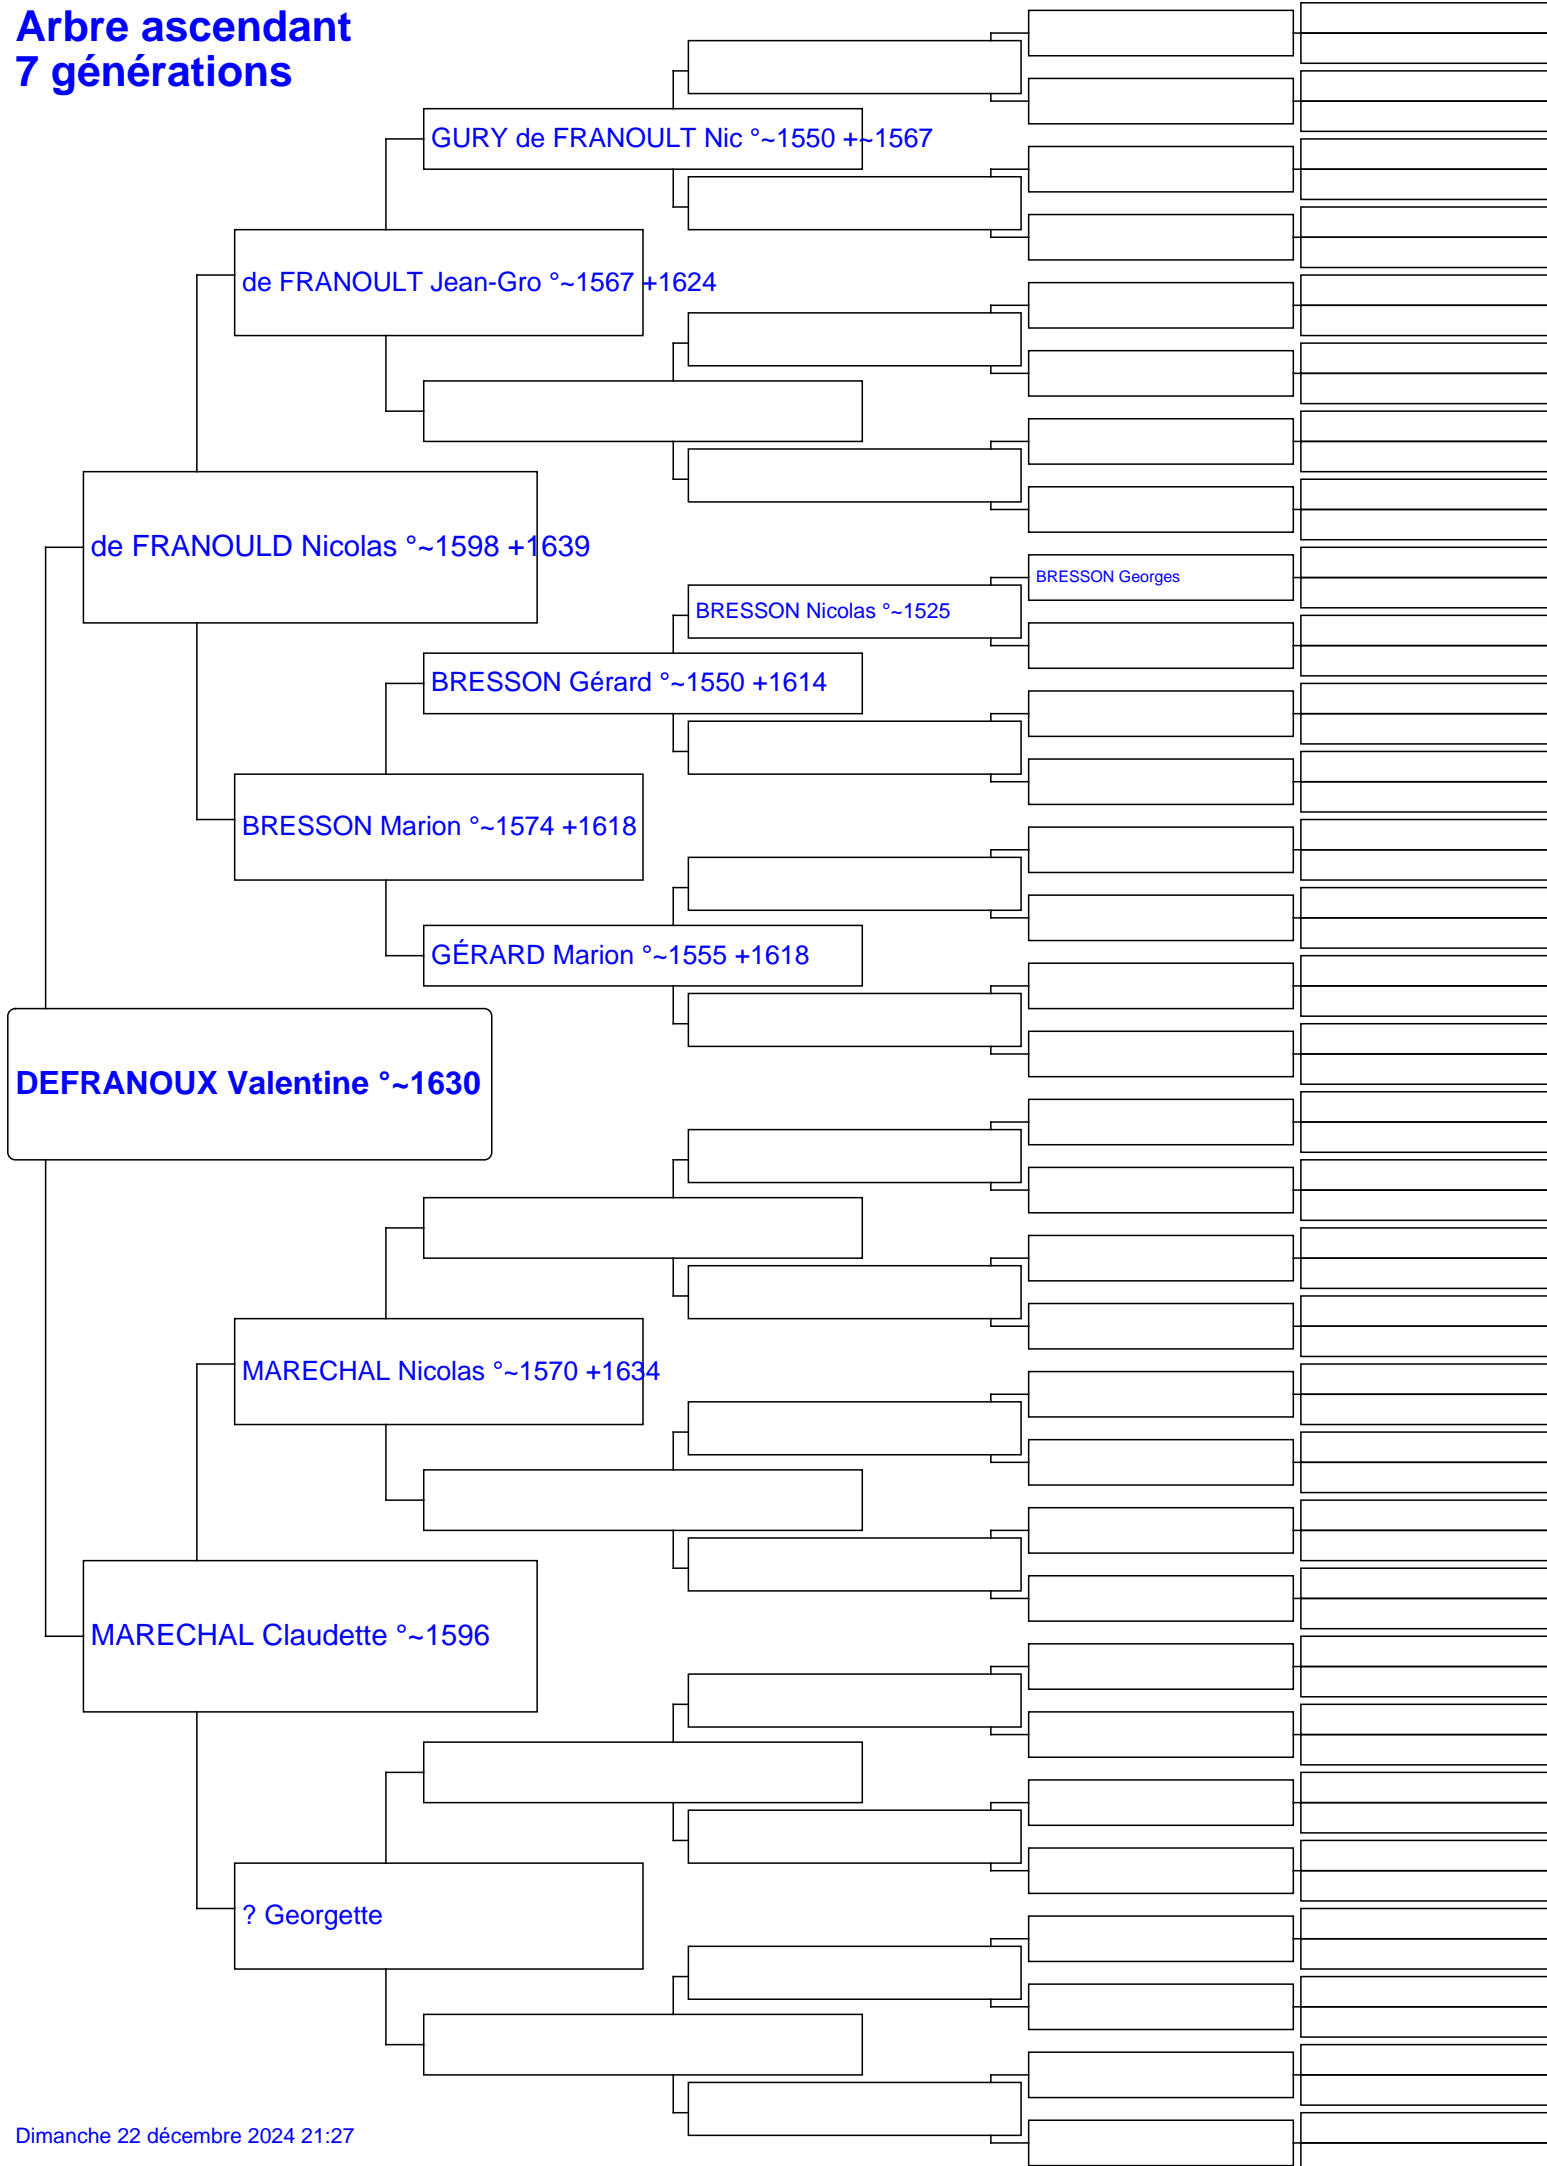 Arbre ascendant
7 générations
GURY de FRANOULT Nic °~1550 +~1567
de FRANOULT Jean-Gro °~1567 +1624
de FRANOULD Nicolas °~1598 +1639
BRESSON Georges
BRESSON Nicolas °~1525
BRESSON Gérard °~1550 +1614
BRESSON Marion °~1574 +1618
GÉRARD Marion °~1555 +1618
DEFRANOUX Valentine °~1630
MARECHAL Nicolas °~1570 +1634
MARECHAL Claudette °~1596
? Georgette
Dimanche 22 décembre 2024 21:27